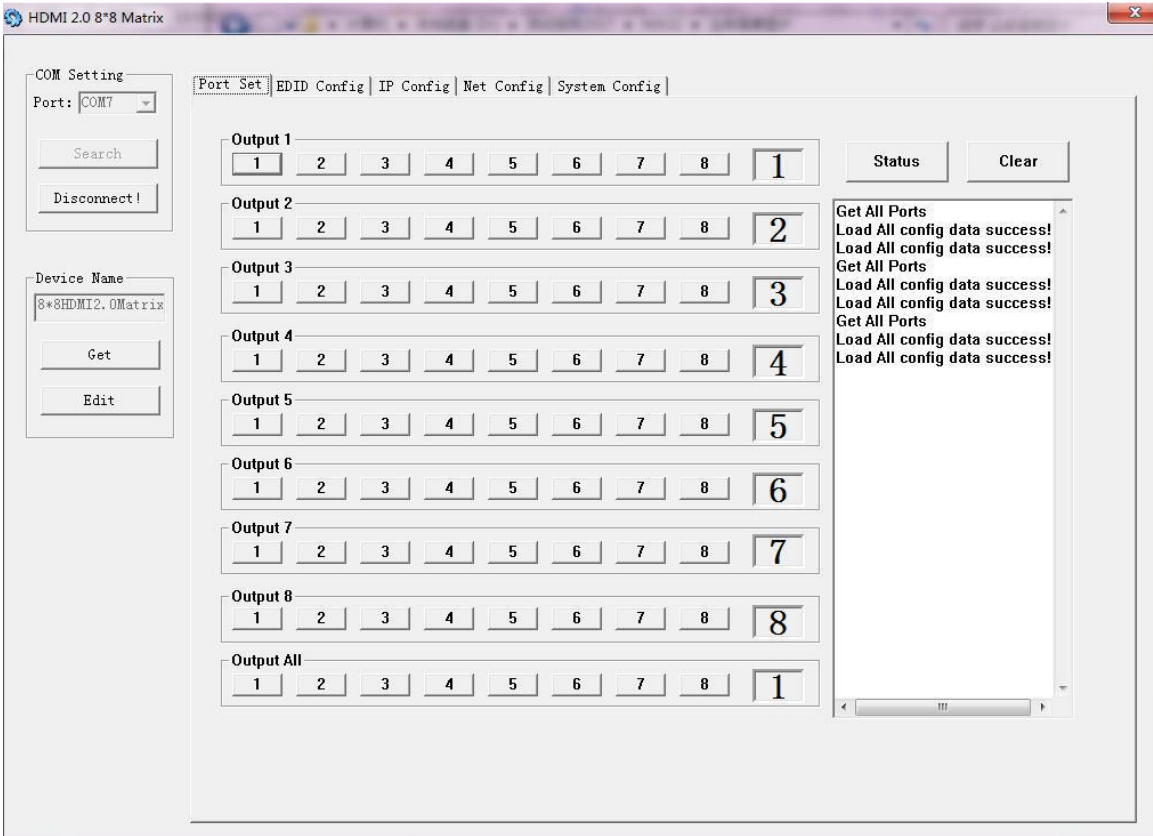 HDMI 2.0 8*8 Matrix
COM Setting
Port: COM7
Search
Disconnect!
Device Name
8*8HDMI2.0Matrix
Get
Edit
Port Set EDID Config IP Config Net Config System Config
Output 1
1 2 3 4 5 6 7 8 1
Output 2
1 2 3 4 5 6 7 8 2
Output 3
1 2 3 4 5 6 7 8 3
Output 4
1 2 3 4 5 6 7 8 4
Output 5
1 2 3 4 5 6 7 8 5
Output 6
1 2 3 4 5 6 7 8 6
Output 7
1 2 3 4 5 6 7 8 7
Output 8
1 2 3 4 5 6 7 8 8
Output All
1 2 3 4 5 6 7 8 1
Status Clear
Get All Ports
Load All config data success!
Load All config data success!
Get All Ports
Load All config data success!
Load All config data success!
Get All Ports
Load All config data success!
Load All config data success!